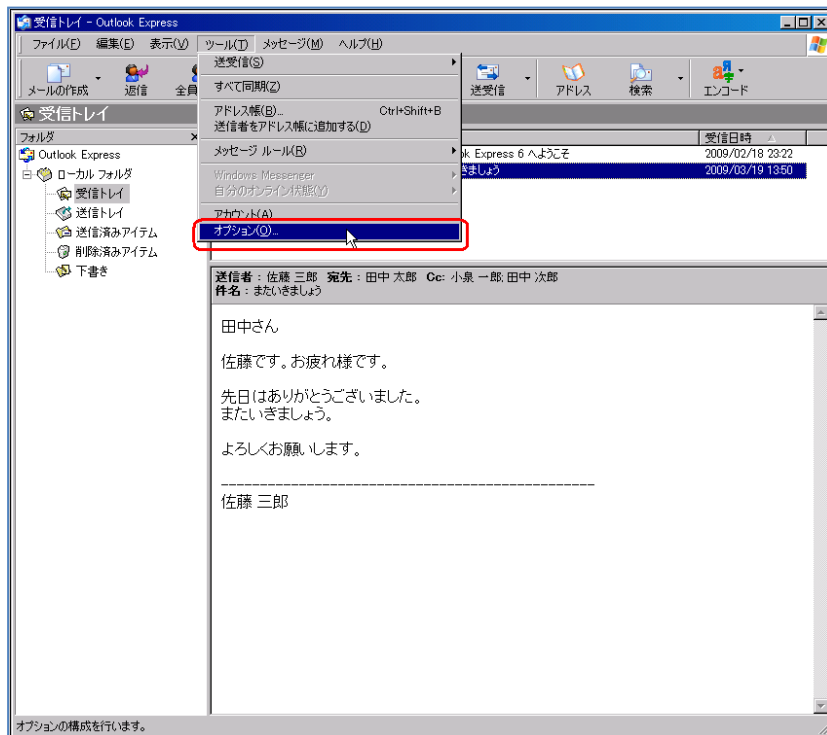 受信トレイ - Outlook Express
ファイル(F) 編集(E) 表示(V) ツール(T) メッセージ(M) ヘルプ(H)
メールの作成 返信 全員 送受信 アドレス 検索 エンコード
送受信(S)
すべて同期(Z)
アドレス帳(B)... Ctrl+Shift+B
送信者をアドレス帳に追加する(D)
メッセージ ルール(R)
Windows Messenger
自分のオンライン状態(Y)
アカウント(A)
オプション(O)...
受信トレイ
フォルダ
Outlook Express
ローカル フォルダ
受信トレイ
送信トレイ
送信済みアイテム
削除済みアイテム
下書き
受信日時
ok Express 6 へようこそ 2009/02/18 23:22
きましょう 2009/03/19 13:50
送信者: 佐藤 三郎 宛先: 田中 太郎 Cc: 小泉 一郎; 田中 次郎
件名: またいきましょう
田中さん
佐藤です。お疲れ様です。
先日はありがとうございました。
またいきましょう。
よろしくお願いします。
------------------------------------------------
佐藤 三郎
オプションの構成を行います。